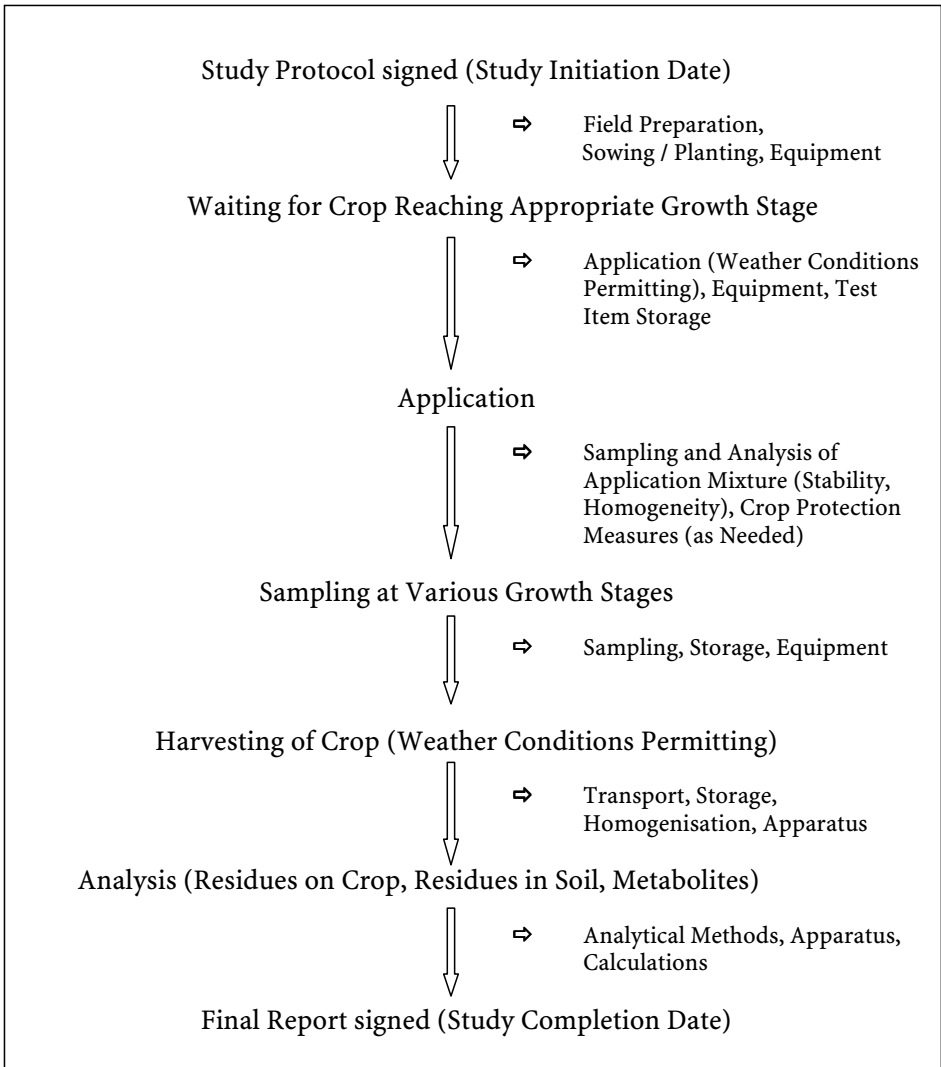 Study Protocol signed (Study Initiation Date)
Field Preparation,
Sowing / Planting, Equipment
Waiting for Crop Reaching Appropriate Growth Stage
Application (Weather Conditions
Permitting), Equipment, Test
Item Storage
Application
Sampling and Analysis of
Application Mixture (Stability,
Homogeneity), Crop Protection
Measures (as Needed)
Sampling at Various Growth Stages
Sampling, Storage, Equipment
Harvesting of Crop (Weather Conditions Permitting)
Transport, Storage,
Homogenisation, Apparatus
Analysis (Residues on Crop, Residues in Soil, Metabolites)
Analytical Methods, Apparatus,
Calculations
Final Report signed (Study Completion Date)